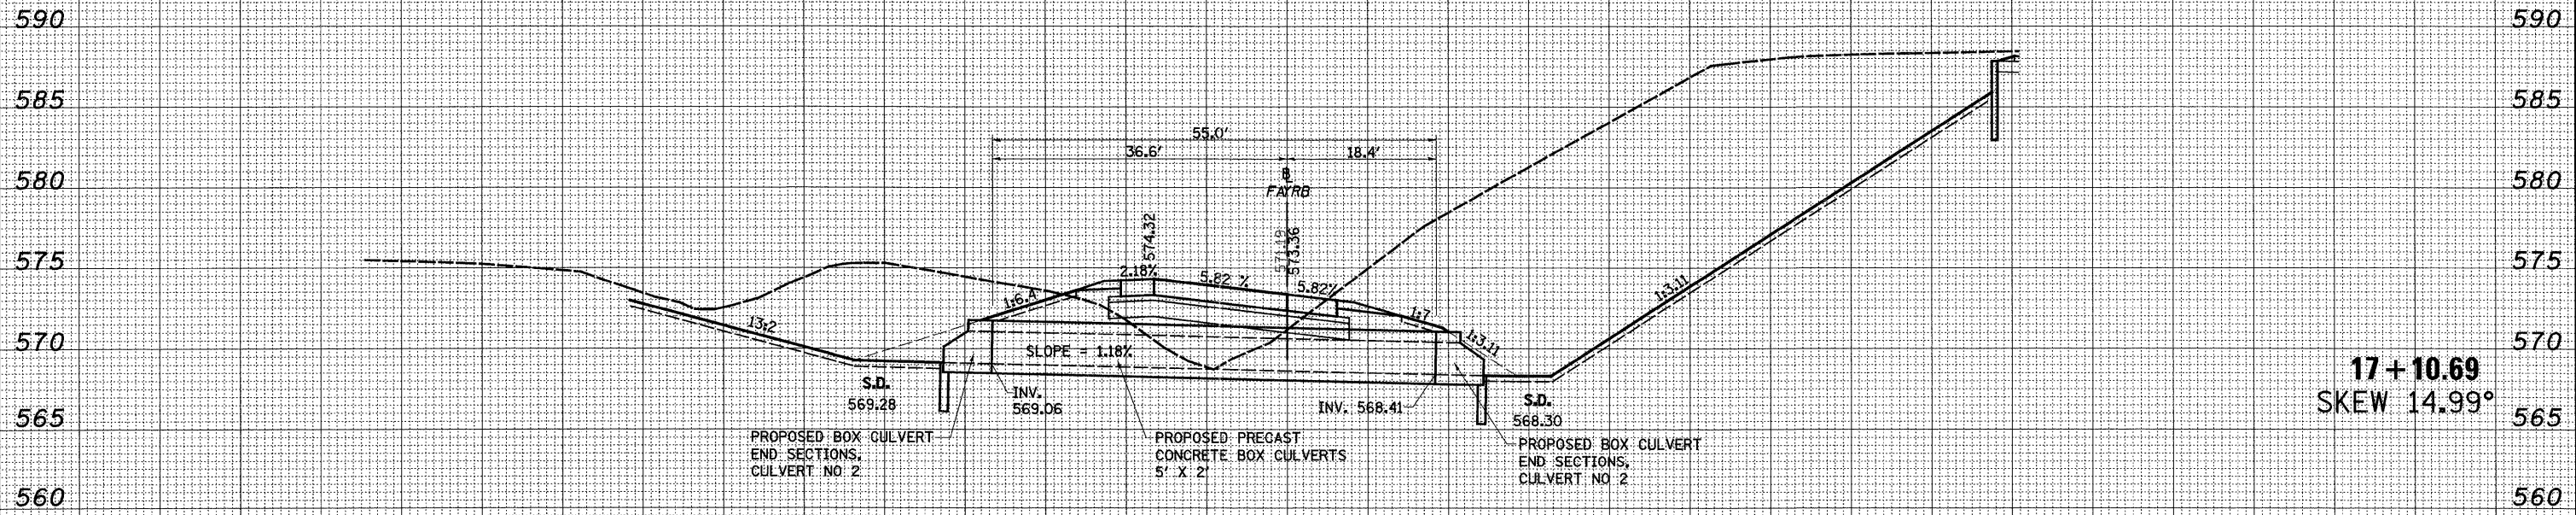 590
590
585
585
55.0'
36.6'
18.4'
580
580
B
FAYRB
574.32
571.19
573.36
575
575
2.18%
5.82 %
5.82%
1:6.4
1:7
1:3.11
1:3.11
13:2
570
570
SLOPE = 1.18%
17+10.69
SKEW 14.99°
S.D.
569.28
INV.
569.06
INV. 568.41
S.D.
568.30
565
565
PROPOSED BOX CULVERT
END SECTIONS,
CULVERT NO 2
PROPOSED PRECAST
CONCRETE BOX CULVERTS
5' X 2'
PROPOSED BOX CULVERT
END SECTIONS,
CULVERT NO 2
560
560